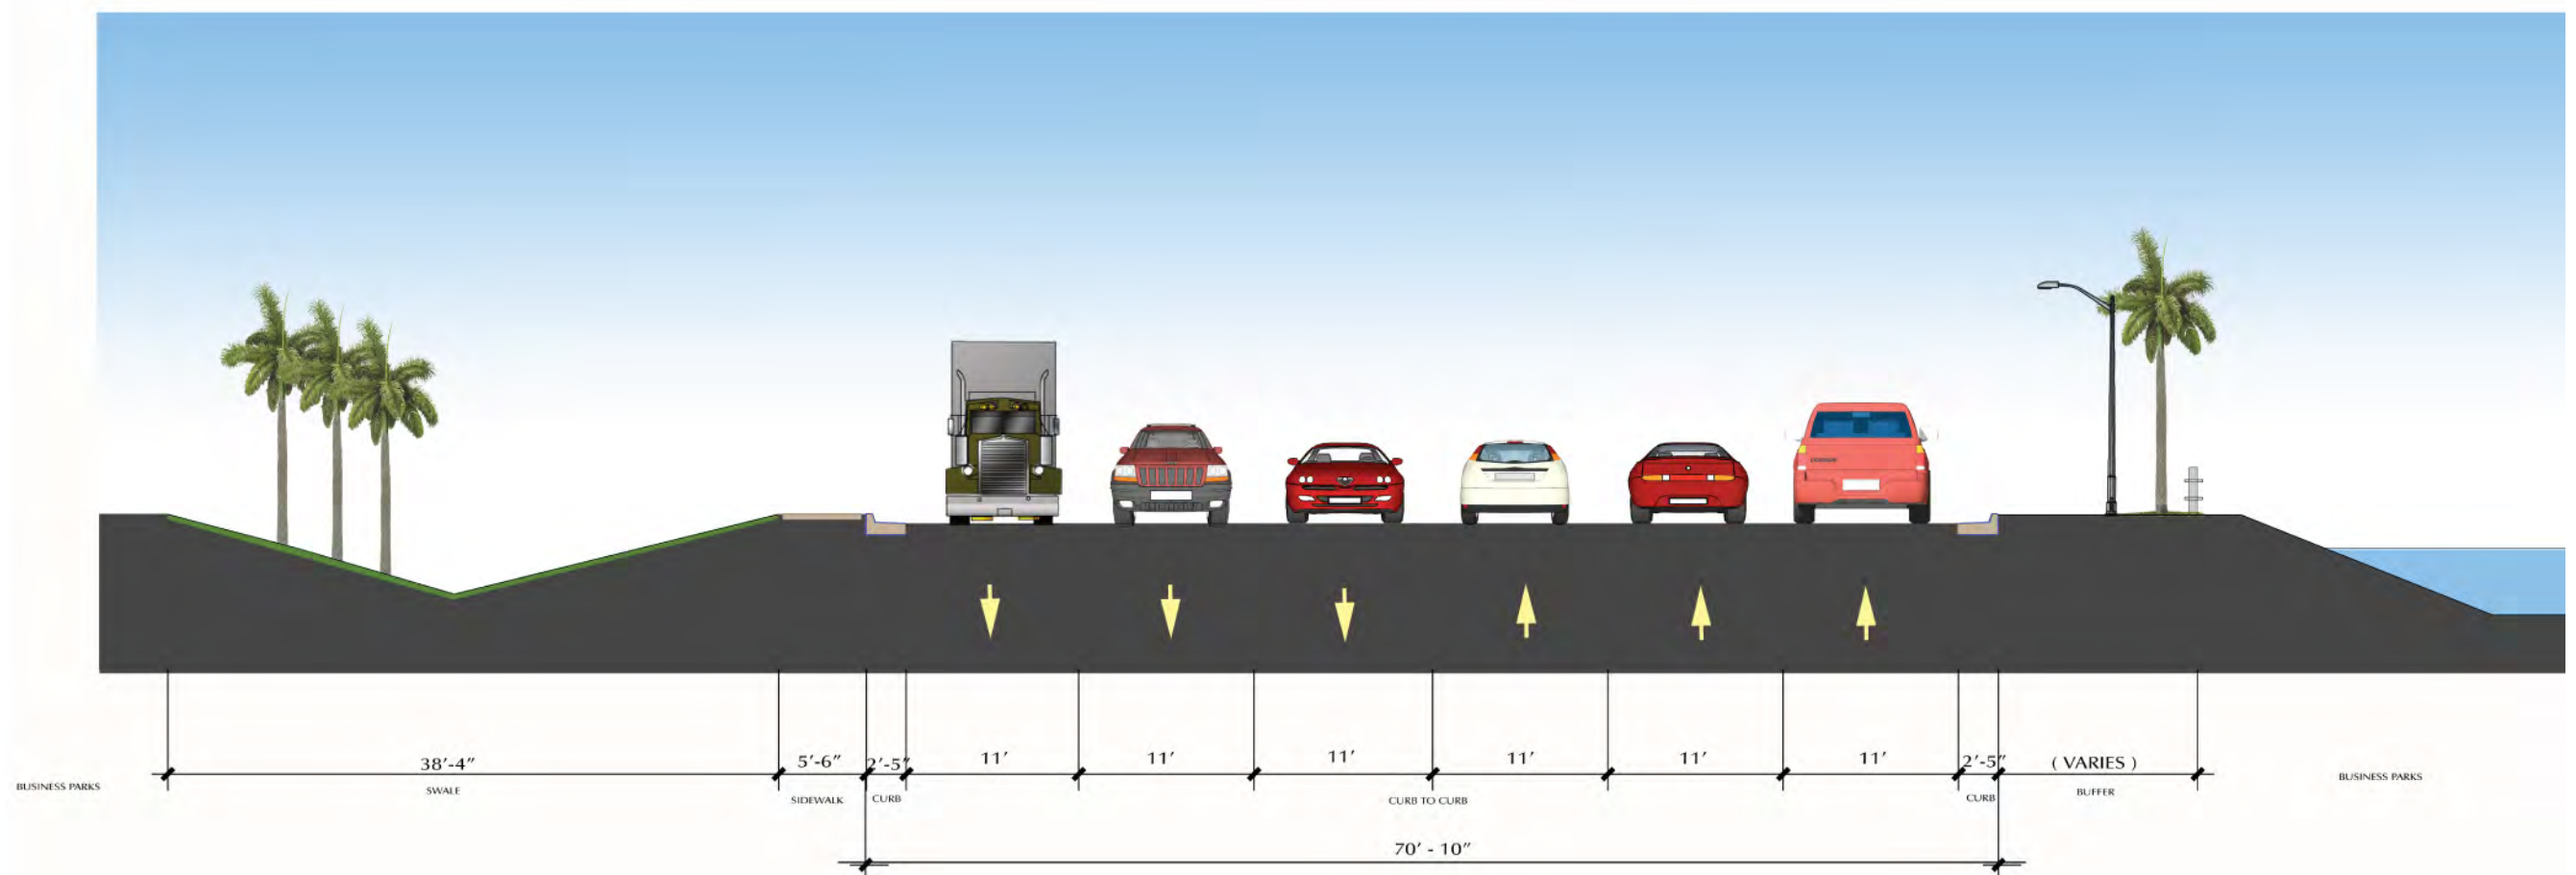 38'-4"
5'-6"
2'-5"
11'
11'
11'
11'
11'
11'
2'-5"
( VARIES )
BUSINESS PARKS
SWALE
SIDEWALK
CURB
CURB TO CURB
CURB
BUFFER
BUSINESS PARKS
70' - 10"